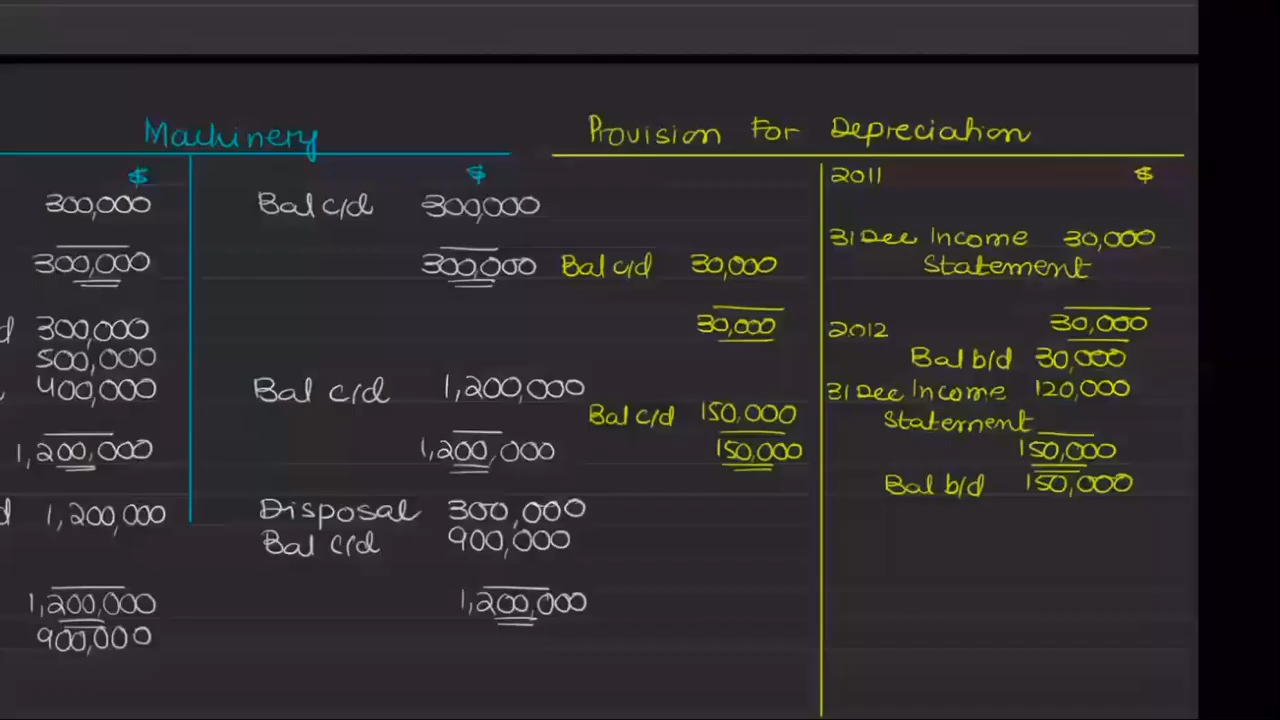 Machinery
$ $
300,000 Bal c/d 300,000
300,000 300,000
d 300,000
500,000
400,000 Bal c/d 1,200,000
1,200,000 1,200,000
d 1,200,000 Disposal 300,000
Bal c/d 900,000
1,200,000 1,200,000
900,000
Provision For Depreciation
2011 $
31 Dec Income 30,000
Bal c/d 30,000 Statement
30,000 30,000
2012
Bal b/d 30,000
31 Dec Income 120,000
Bal c/d 150,000 Statement
150,000 150,000
Bal b/d 150,000